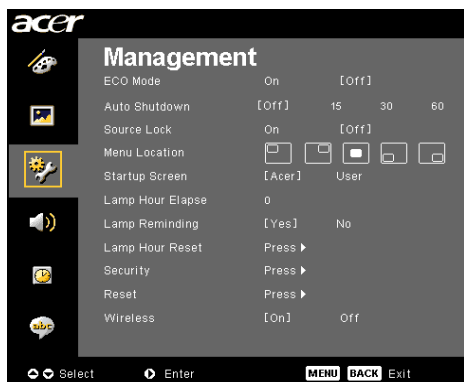 acer
Management
ECO Mode On [Off]
Auto Shutdown [Off] 15 30 60
Source Lock On [Off]
Menu Location
Startup Screen [Acer] User
Lamp Hour Elapse 0
Lamp Reminding [Yes] No
Lamp Hour Reset Press
Security Press
Reset Press
Wireless [On] Off
abc
Select Enter MENU BACK Exit